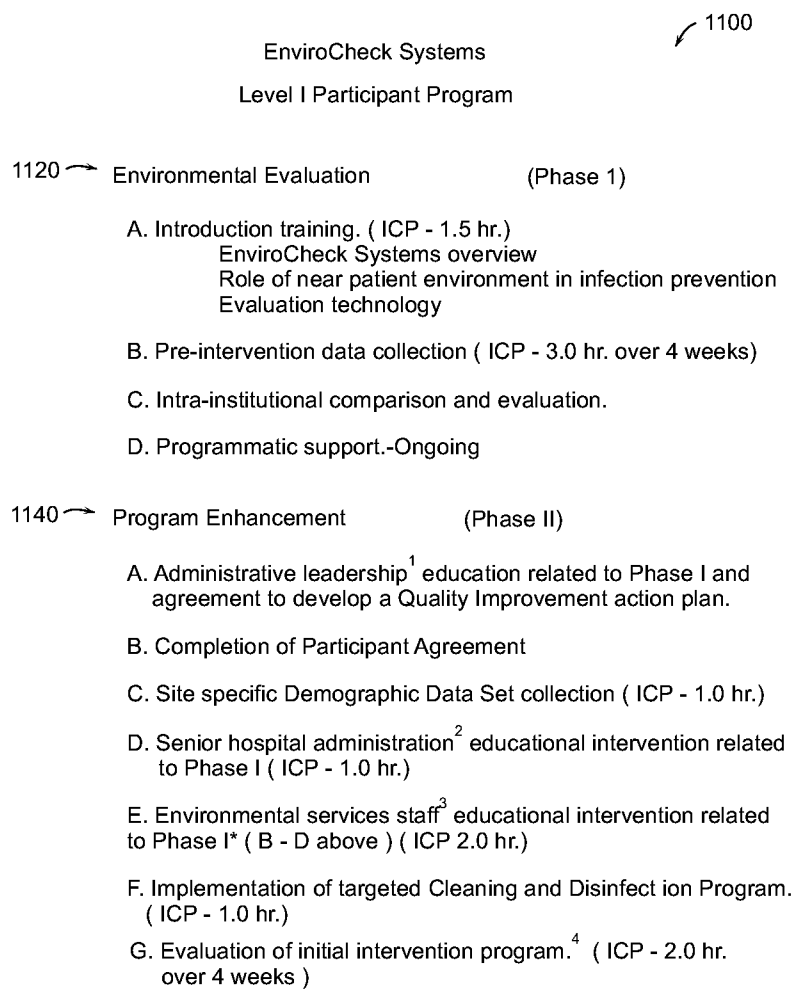 1100
EnviroCheck Systems
Level I Participant Program
1120 Environmental Evaluation (Phase 1)
A. Introduction training. ( ICP - 1.5 hr.)
EnviroCheck Systems overview
Role of near patient environment in infection prevention
Evaluation technology
B. Pre-intervention data collection ( ICP - 3.0 hr. over 4 weeks)
C. Intra-institutional comparison and evaluation.
D. Programmatic support.-Ongoing
1140 Program Enhancement (Phase II)
A. Administrative leadership¹ education related to Phase I and
agreement to develop a Quality Improvement action plan.
B. Completion of Participant Agreement
C. Site specific Demographic Data Set collection ( ICP - 1.0 hr.)
D. Senior hospital administration² educational intervention related
to Phase I ( ICP - 1.0 hr.)
E. Environmental services staff³ educational intervention related
to Phase I* ( B - D above ) ( ICP 2.0 hr.)
F. Implementation of targeted Cleaning and Disinfect ion Program.
( ICP - 1.0 hr.)
G. Evaluation of initial intervention program.⁴ ( ICP - 2.0 hr.
over 4 weeks )